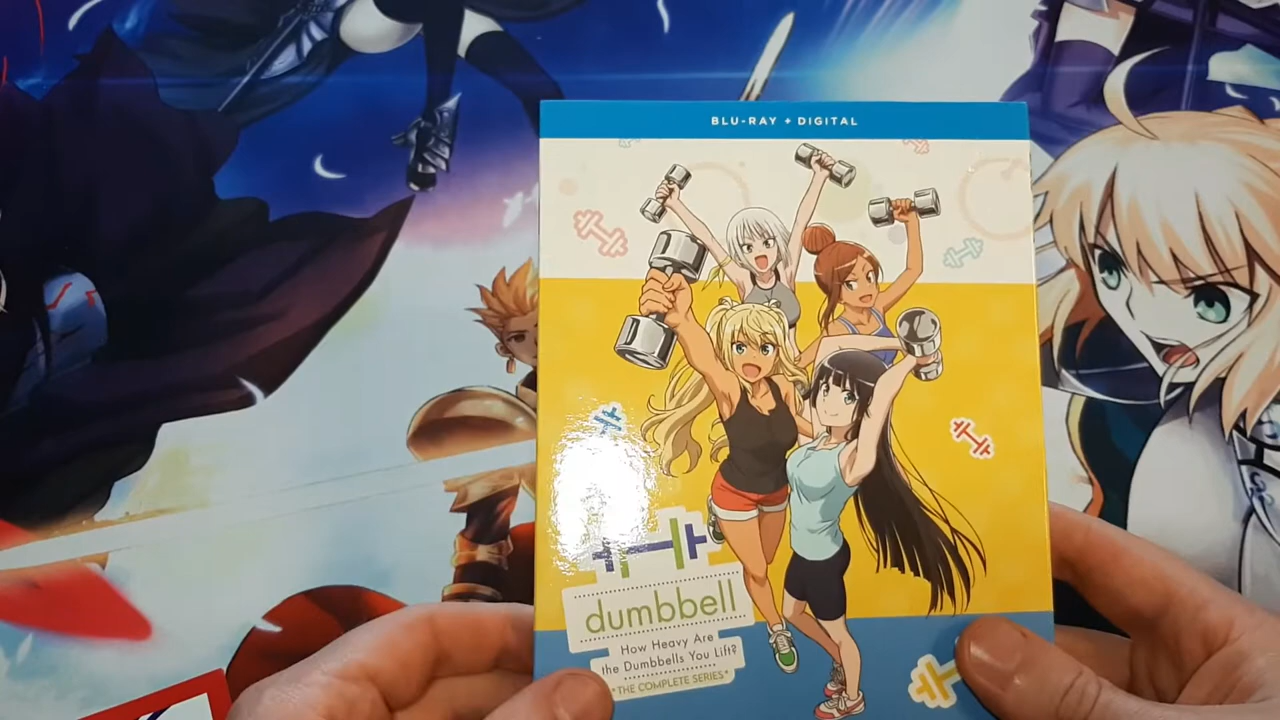 BLU-RAY + DIGITAL
dumbbell
How Heavy Are
the Dumbbells You Lift?
*THE COMPLETE SERIES*